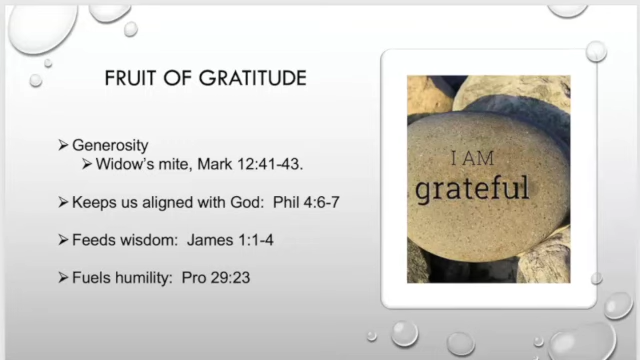 FRUIT OF GRATITUDE
Generosity
Widow's mite, Mark 12:41-43.
Keeps us aligned with God: Phil 4:6-7
Feeds wisdom: James 1:1-4
Fuels humility: Pro 29:23
I AM
grateful